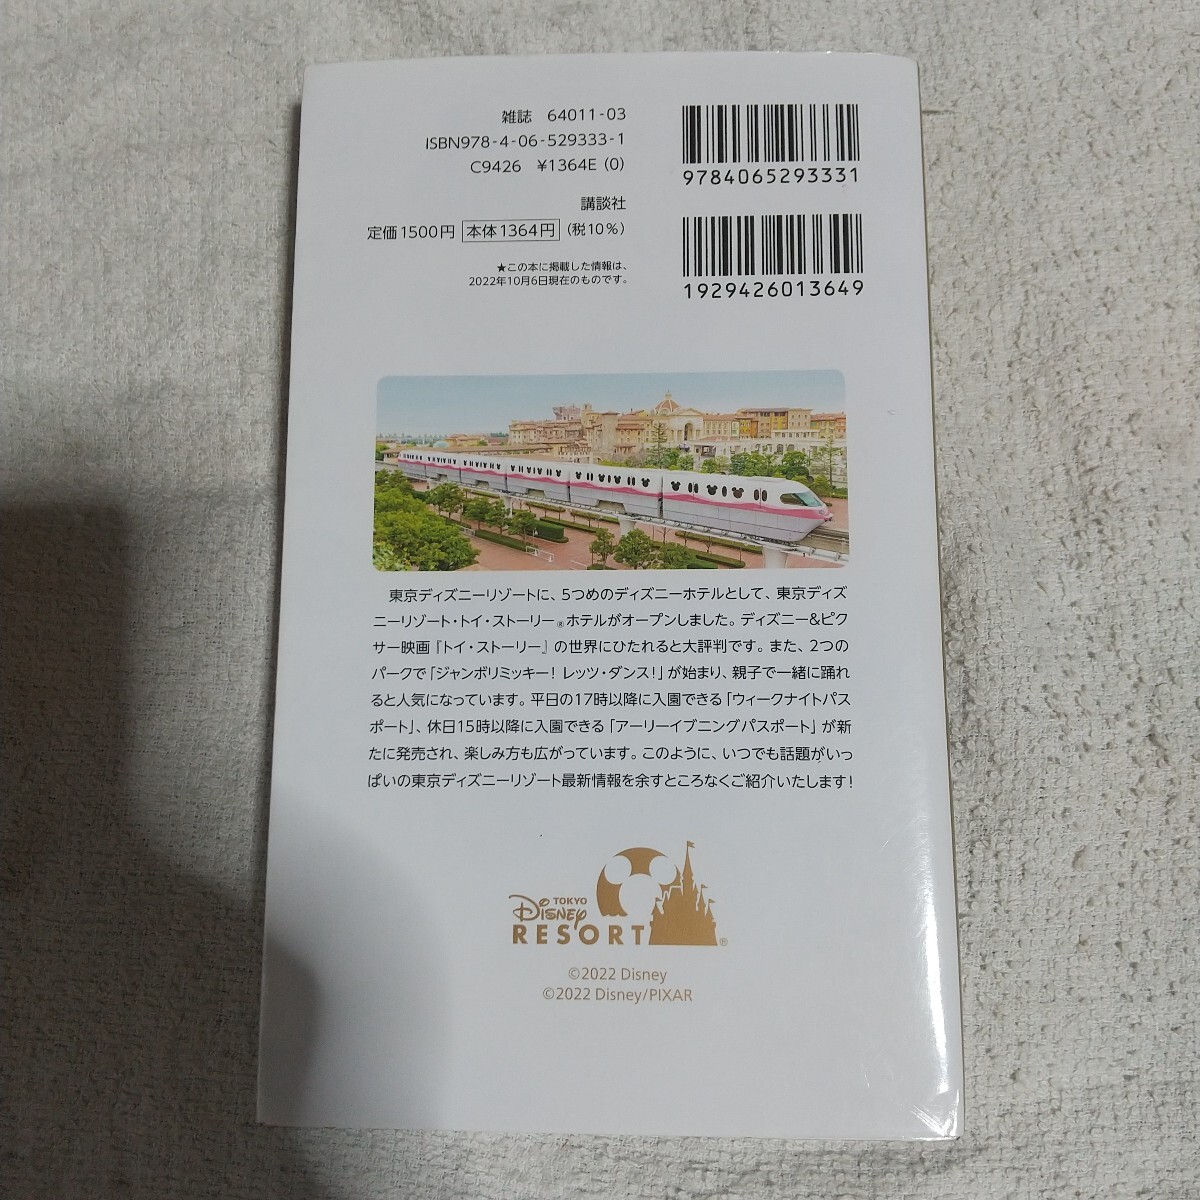 雑誌 64011-03
ISBN978-4-06-529333-1
C9426 ¥1364E (0)
9784065293331
講談社
定価1500円 本体1364円 (税10%)
1929426013649
★この本に掲載した情報は、
2022年10月6日現在のものです。
東京ディズニーリゾートに、5つめのディズニーホテルとして、東京ディズ
ニーリゾート・トイ・ストーリー®ホテルがオープンしました。ディズニー&ピク
サー映画『トイ・ストーリー』の世界にひたれると大評判です。また、2つの
パークで「ジャンボリミッキー! レッツ・ダンス!」が始まり、親子で一緒に踊れ
ると人気になっています。平日の17時以降に入園できる「ウィークナイトパス
ポート」、休日15時以降に入園できる「アーリーイブニングパスポート」が新
たに発売され、楽しみ方も広がっています。このように、いつでも話題がいっ
ぱいの東京ディズニーリゾート最新情報を余すところなくご紹介いたします!
TOKYO
Disney
RESORT®
©2022 Disney
©2022 Disney/PIXAR